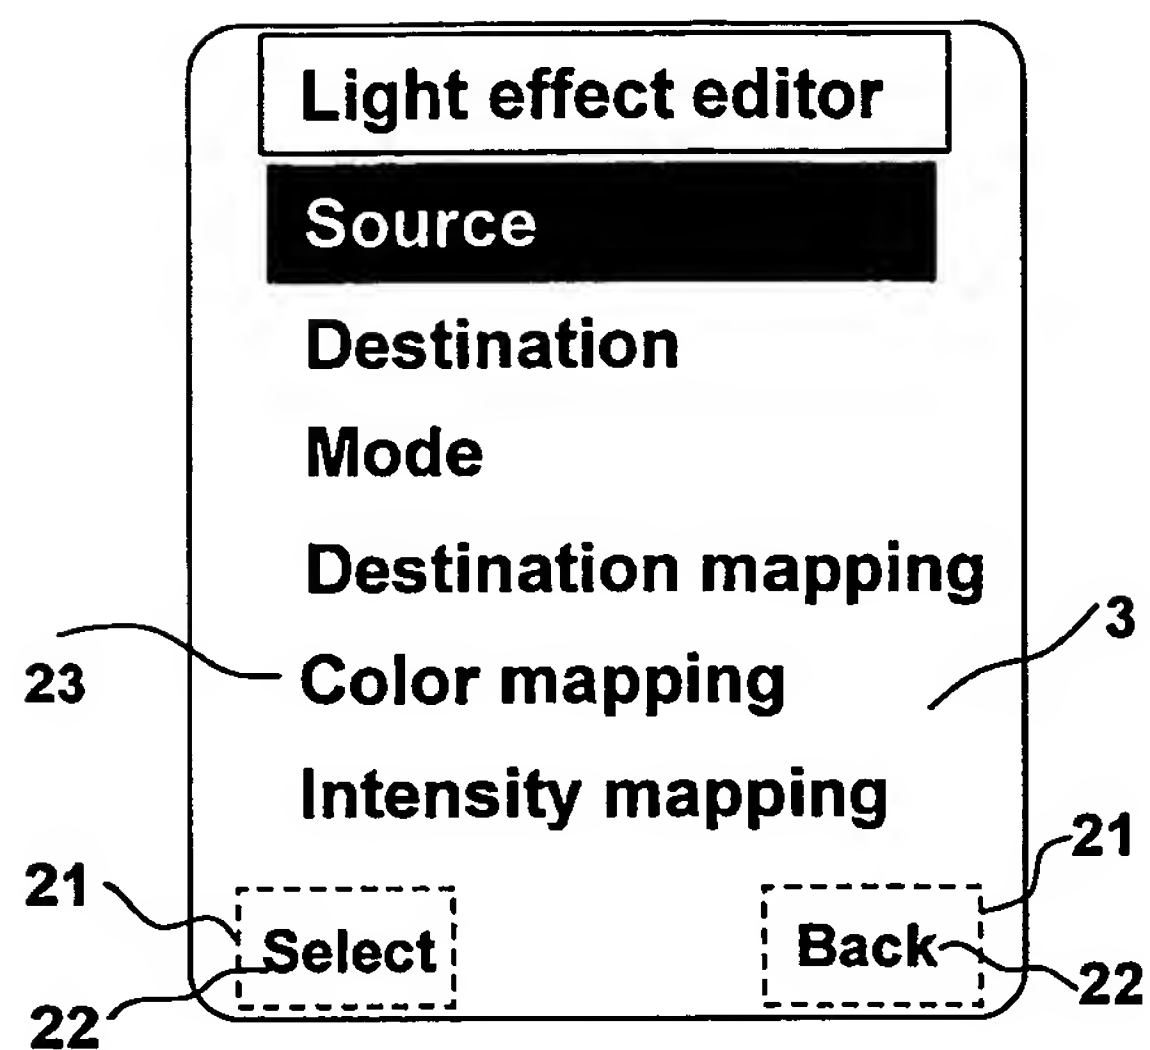 Light effect editor
Source
Destination
Mode
Destination mapping
3
23
Color mapping
Intensity mapping
21
21
Select
Back
22
22